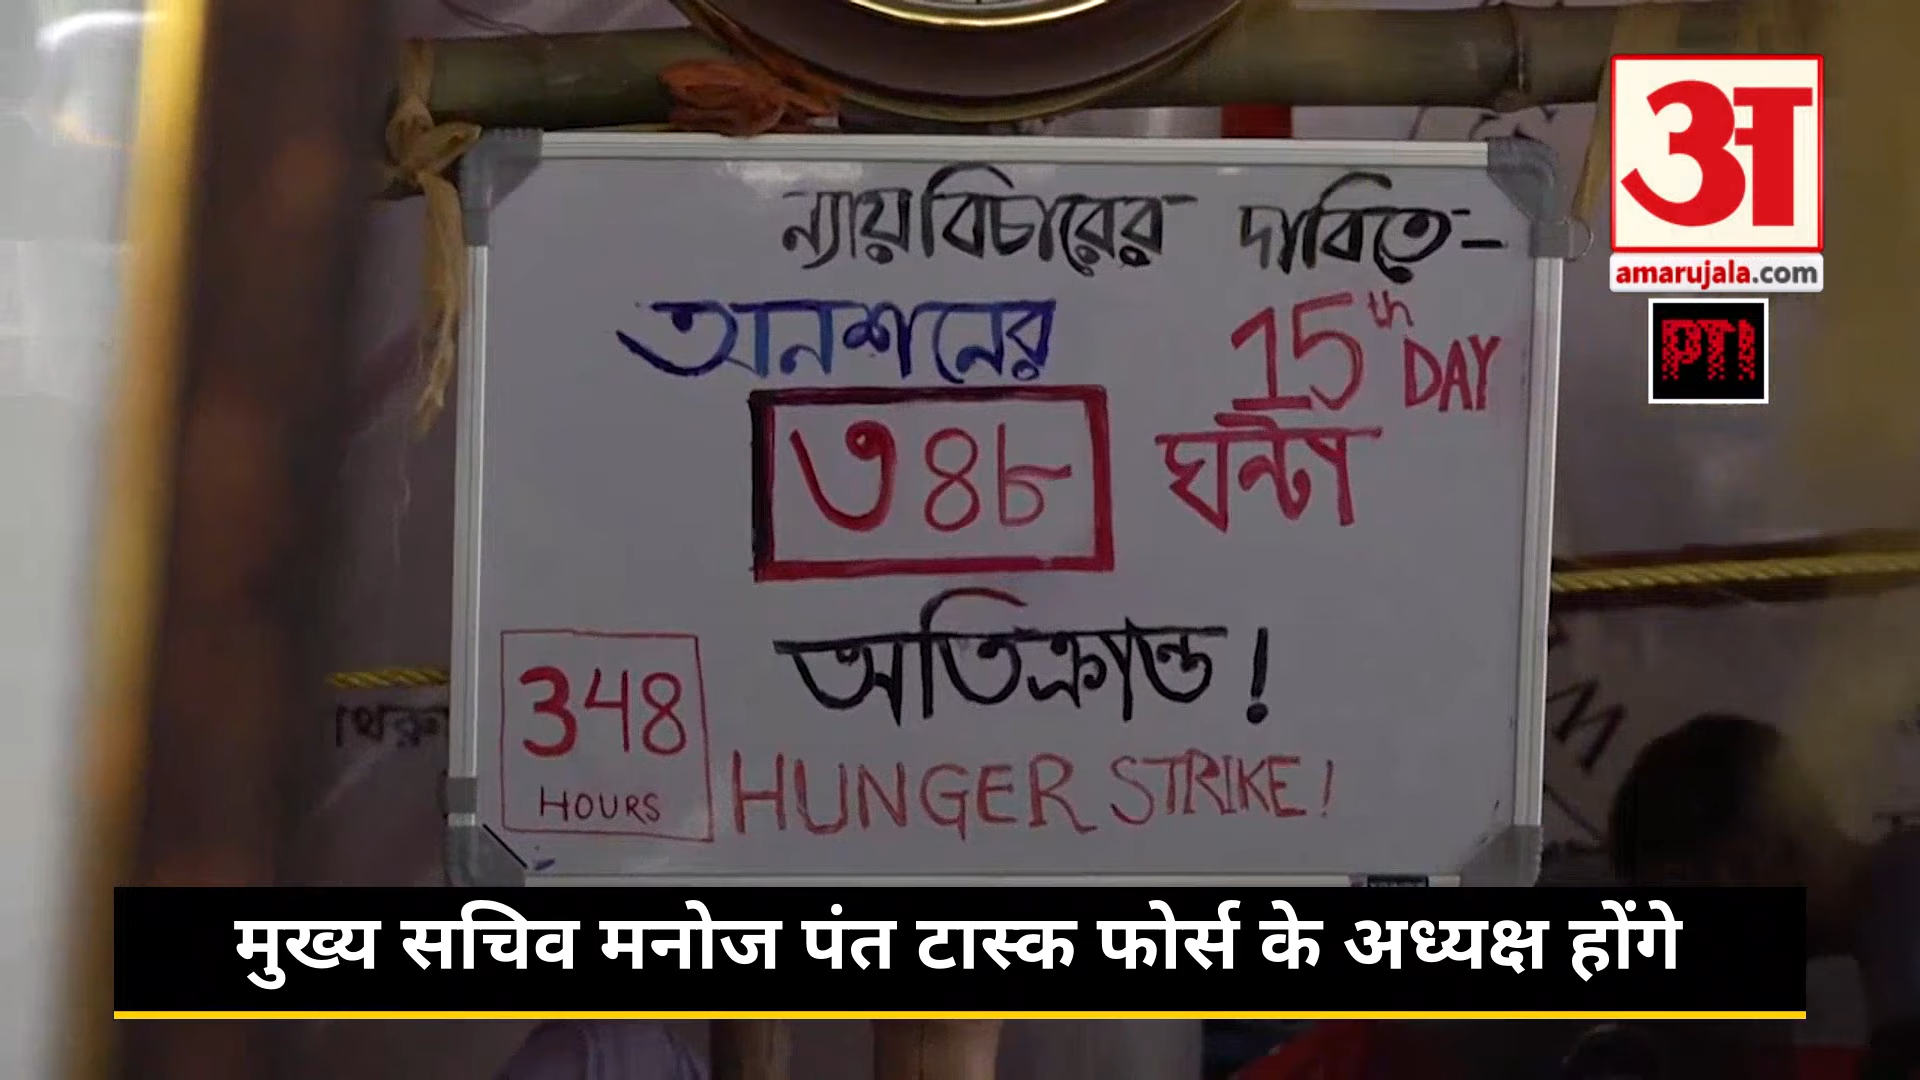 ন্যায়বিচারের দাবিতে-
অনশনের 15th DAY
৩৪৮ ঘন্টা
অতিক্রান্ত!
348
HOURS
HUNGER STRIKE!
अ
amarujala.com
PTI
मुख्य सचिव मनोज पंत टास्क फोर्स के अध्यक्ष होंगे